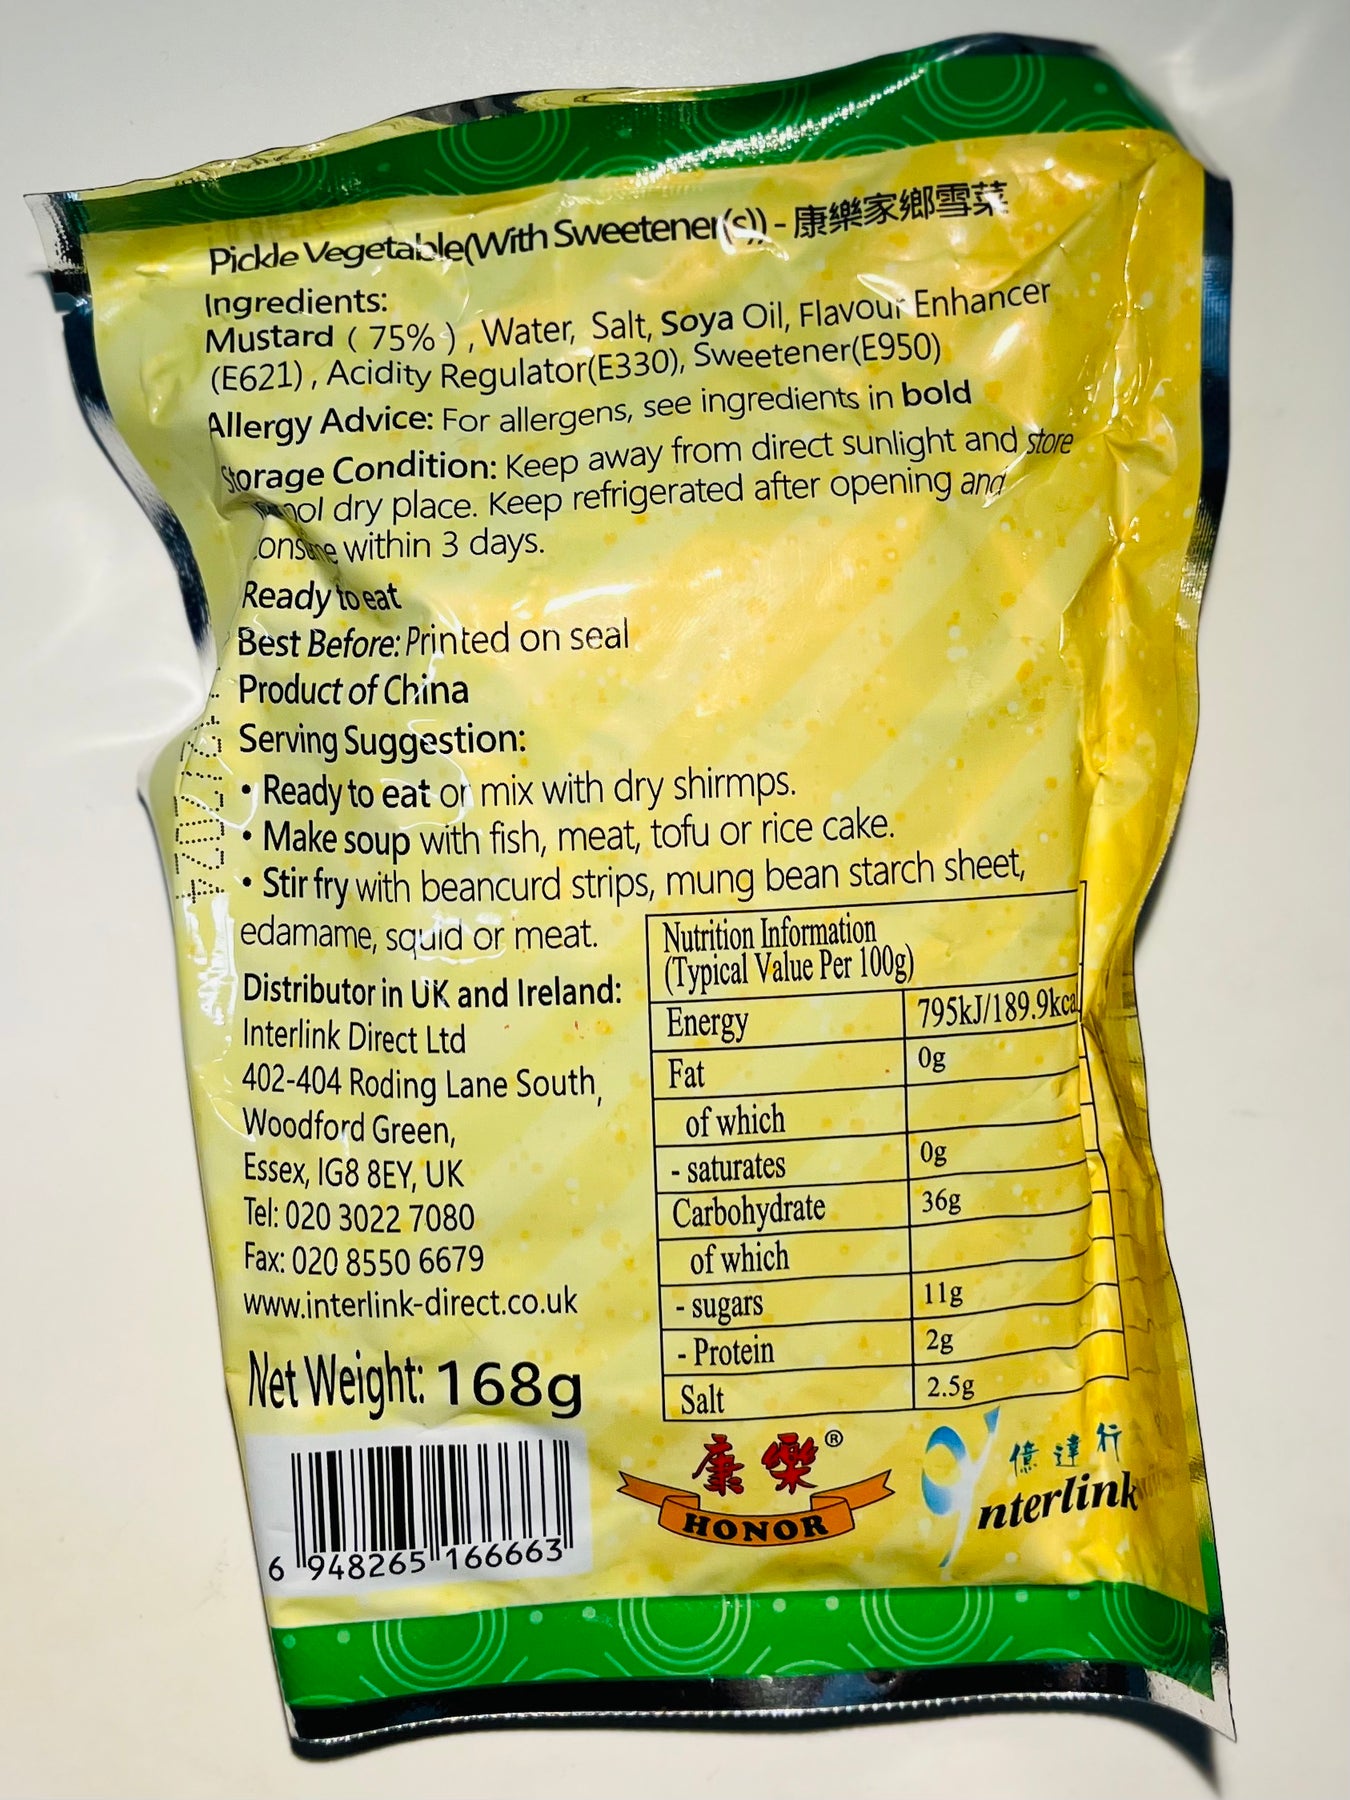 Pickle Vegetable(With Sweetener(s)) - 康樂家鄉雪菜
Ingredients:
Mustard ( 75% ) , Water, Salt, Soya Oil, Flavour Enhancer
(E621) , Acidity Regulator(E330), Sweetener(E950)
Allergy Advice: For allergens, see ingredients in bold
Storage Condition: Keep away from direct sunlight and store
dry place. Keep refrigerated after opening and
within 3 days.
Ready to eat
Best Before: Printed on seal
Product of China
Serving Suggestion:
• Ready to eat or mix with dry shirmps.
• Make soup with fish, meat, tofu or rice cake.
• Stir fry with beancurd strips, mung bean starch sheet,
edamame, squid or meat.
Distributor in UK and Ireland:
Interlink Direct Ltd
402-404 Roding Lane South,
Woodford Green,
Essex, IG8 8EY, UK
Tel: 020 3022 7080
Fax: 020 8550 6679
www.interlink-direct.co.uk
Net Weight: 168g
Nutrition Information
(Typical Value Per 100g)
Energy 795kJ/189.9kcal
Fat 0g
of which
- saturates 0g
Carbohydrate 36g
of which
- sugars 11g
- Protein 2g
Salt 2.5g
6 948265 166663
康樂®
HONOR
億達行
Interlink